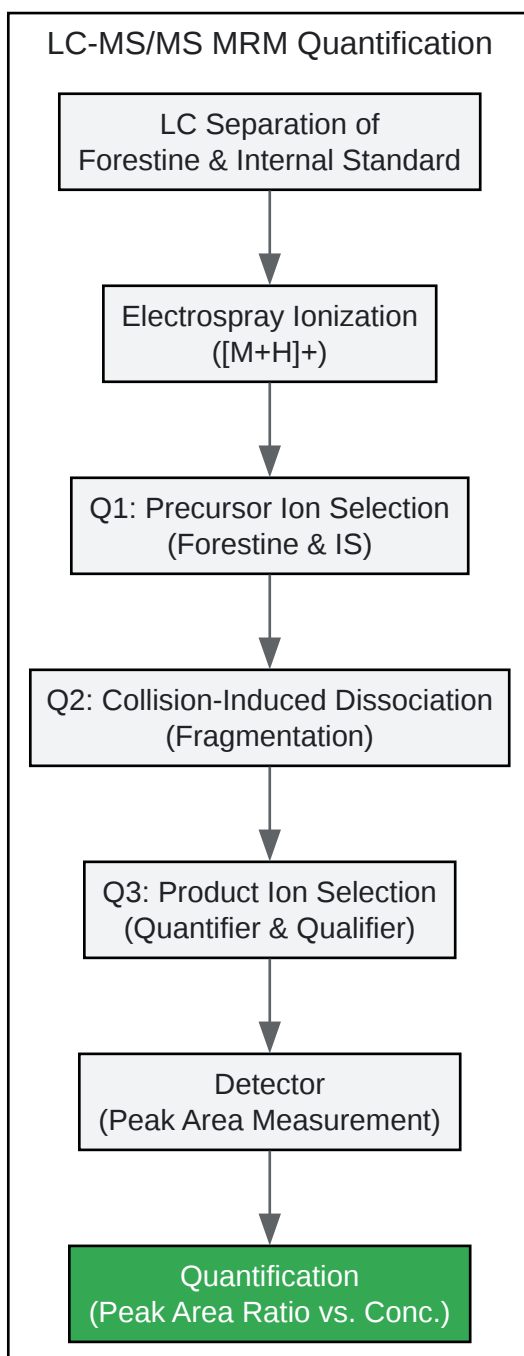 LC-MS/MS MRM Quantification
LC Separation of
Forestine & Internal Standard
Electrospray Ionization
([M+H]+)
Q1: Precursor Ion Selection
(Forestine & IS)
Q2: Collision-Induced Dissociation
(Fragmentation)
Q3: Product Ion Selection
(Quantifier & Qualifier)
Detector
(Peak Area Measurement)
Quantification
(Peak Area Ratio vs. Conc.)